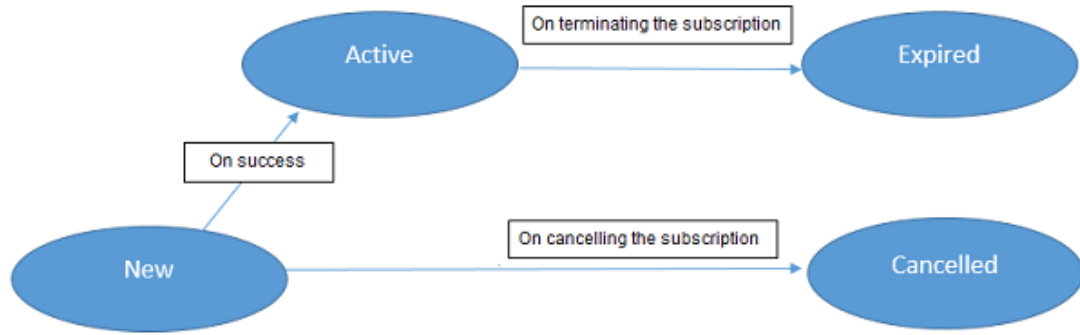 On terminating the subscription
Active
Expired
On success
On cancelling the subscription
New
Cancelled